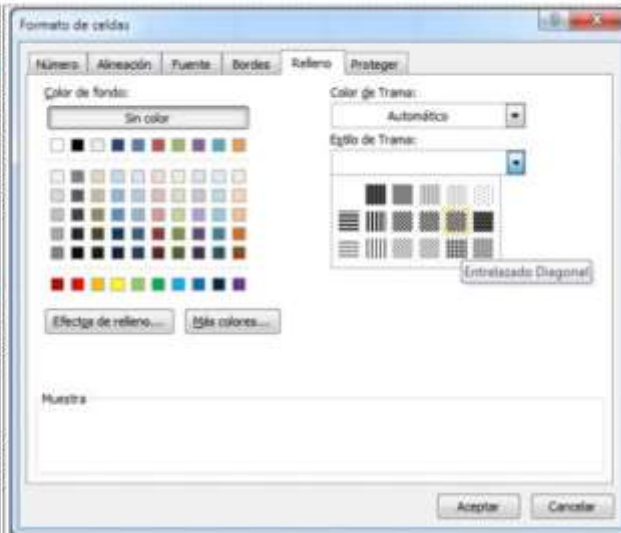 Formato de celdas
Número Alineación Fuente Bordes Relleno Proteger
Color de fondo:
Sin color
Color de Trama:
Automático
Estilo de Trama:
Entrelazado Diagonal
Efectos de relleno... Más colores...
Muestra
Aceptar Cancelar